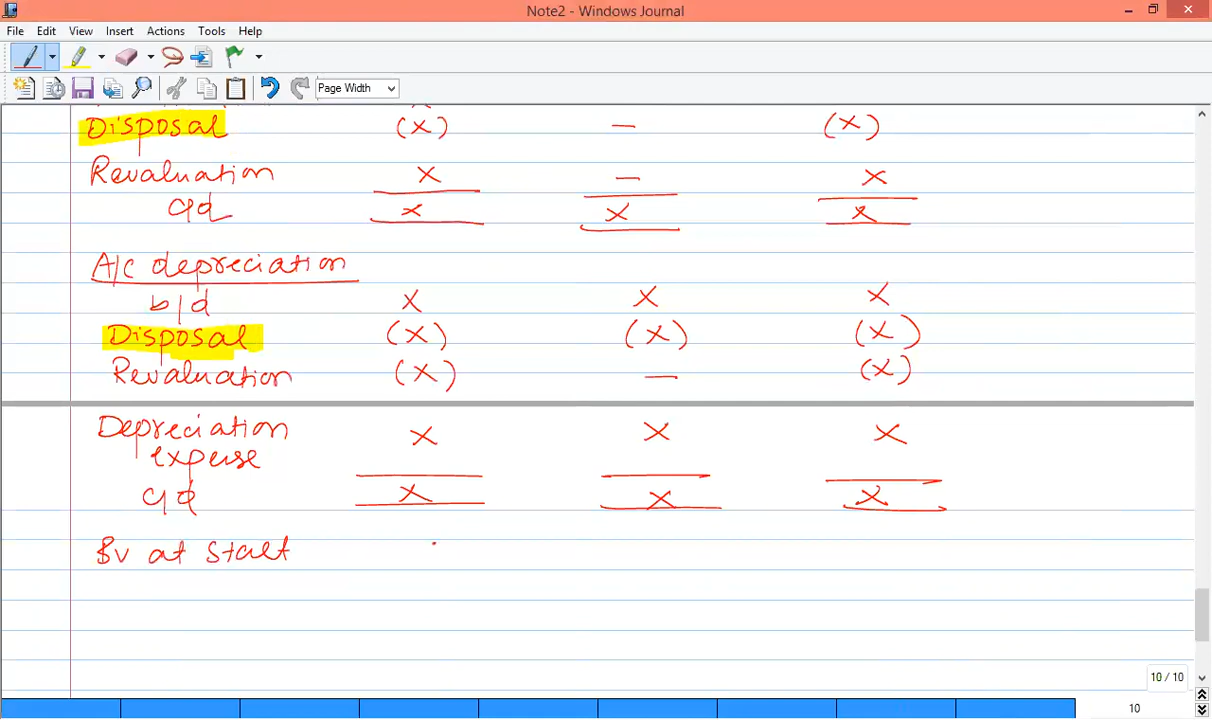 Note2 - Windows Journal
File Edit View Insert Actions Tools Help
Page Width
Disposal (x) — (x)
Revaluation x — x
c/d x x x
A/c depreciation
b/d x x x
Disposal (x) (x) (x)
Revaluation (x) — (x)
Depreciation x x x
expense
c/d x x x
Bv at Start
10 / 10
10